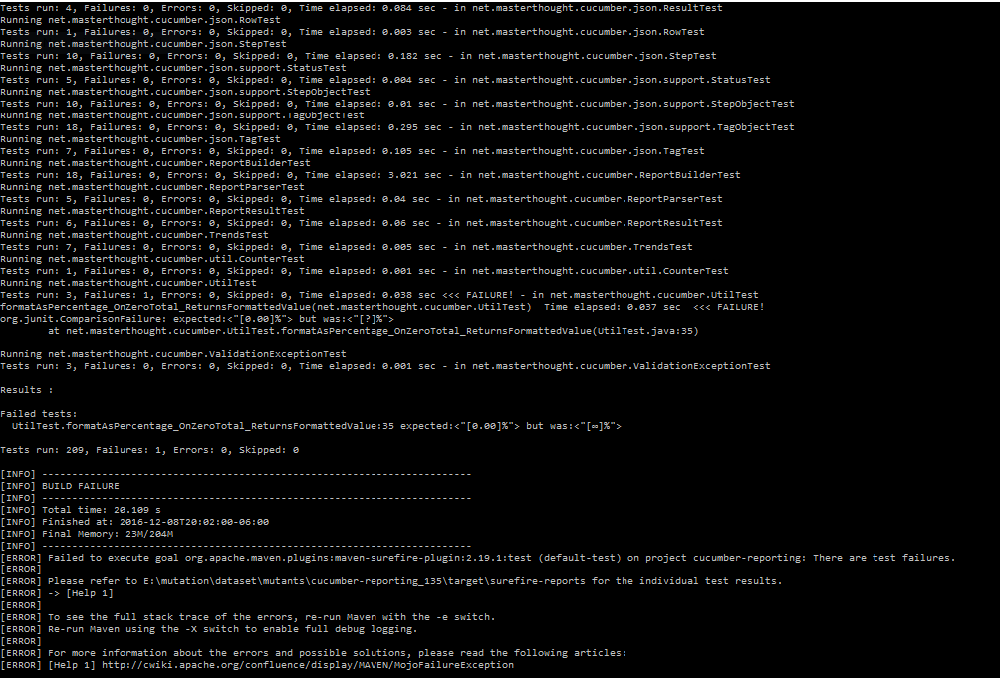 Tests run: 4, Failures: 0, Errors: 0, Skipped: 0, Time elapsed: 0.084 sec - in net.masterthought.cucumber.json.ResultTest
Running net.masterthought.cucumber.json.RowTest
Tests run: 1, Failures: 0, Errors: 0, Skipped: 0, Time elapsed: 0.003 sec - in net.masterthought.cucumber.json.RowTest
Running net.masterthought.cucumber.json.StepTest
Tests run: 10, Failures: 0, Errors: 0, Skipped: 0, Time elapsed: 0.182 sec - in net.masterthought.cucumber.json.StepTest
Running net.masterthought.cucumber.json.support.StatusTest
Tests run: 5, Failures: 0, Errors: 0, Skipped: 0, Time elapsed: 0.004 sec - in net.masterthought.cucumber.json.support.StatusTest
Running net.masterthought.cucumber.json.support.StepObjectTest
Tests run: 10, Failures: 0, Errors: 0, Skipped: 0, Time elapsed: 0.01 sec - in net.masterthought.cucumber.json.support.StepObjectTest
Running net.masterthought.cucumber.json.support.TagObjectTest
Tests run: 18, Failures: 0, Errors: 0, Skipped: 0, Time elapsed: 0.295 sec - in net.masterthought.cucumber.json.support.TagObjectTest
Running net.masterthought.cucumber.json.TagTest
Tests run: 7, Failures: 0, Errors: 0, Skipped: 0, Time elapsed: 0.105 sec - in net.masterthought.cucumber.json.TagTest
Running net.masterthought.cucumber.ReportBuilderTest
Tests run: 18, Failures: 0, Errors: 0, Skipped: 0, Time elapsed: 3.021 sec - in net.masterthought.cucumber.ReportBuilderTest
Running net.masterthought.cucumber.ReportParserTest
Tests run: 5, Failures: 0, Errors: 0, Skipped: 0, Time elapsed: 0.04 sec - in net.masterthought.cucumber.ReportParserTest
Running net.masterthought.cucumber.ReportResultTest
Tests run: 6, Failures: 0, Errors: 0, Skipped: 0, Time elapsed: 0.06 sec - in net.masterthought.cucumber.ReportResultTest
Running net.masterthought.cucumber.TrendsTest
Tests run: 7, Failures: 0, Errors: 0, Skipped: 0, Time elapsed: 0.005 sec - in net.masterthought.cucumber.TrendsTest
Running net.masterthought.cucumber.util.CounterTest
Tests run: 1, Failures: 0, Errors: 0, Skipped: 0, Time elapsed: 0.001 sec - in net.masterthought.cucumber.util.CounterTest
Running net.masterthought.cucumber.UtilTest
Tests run: 3, Failures: 1, Errors: 0, Skipped: 0, Time elapsed: 0.038 sec <<< FAILURE! - in net.masterthought.cucumber.UtilTest
formatAsPercentage_OnZeroTotal_ReturnsFormattedValue(net.masterthought.cucumber.UtilTest)  Time elapsed: 0.037 sec  <<< FAILURE!
org.junit.ComparisonFailure: expected:<"[0.00]%"> but was:<"[?]%">
at net.masterthought.cucumber.UtilTest.formatAsPercentage_OnZeroTotal_ReturnsFormattedValue(UtilTest.java:35)
Running net.masterthought.cucumber.ValidationExceptionTest
Tests run: 3, Failures: 0, Errors: 0, Skipped: 0, Time elapsed: 0.001 sec - in net.masterthought.cucumber.ValidationExceptionTest
Results :
Failed tests:
UtilTest.formatAsPercentage_OnZeroTotal_ReturnsFormattedValue:35 expected:<"[0.00]%"> but was:<"[∞]%">
Tests run: 209, Failures: 1, Errors: 0, Skipped: 0
[INFO] ------------------------------------------------------------------------
[INFO] BUILD FAILURE
[INFO] ------------------------------------------------------------------------
[INFO] Total time: 20.109 s
[INFO] Finished at: 2016-12-08T20:02:00-06:00
[INFO] Final Memory: 23M/204M
[INFO] ------------------------------------------------------------------------
[ERROR] Failed to execute goal org.apache.maven.plugins:maven-surefire-plugin:2.19.1:test (default-test) on project cucumber-reporting: There are test failures.
[ERROR]
[ERROR] Please refer to E:\mutation\dataset\mutants\cucumber-reporting_135\target\surefire-reports for the individual test results.
[ERROR] -> [Help 1]
[ERROR]
[ERROR] To see the full stack trace of the errors, re-run Maven with the -e switch.
[ERROR] Re-run Maven using the -X switch to enable full debug logging.
[ERROR]
[ERROR] For more information about the errors and possible solutions, please read the following articles:
[ERROR] [Help 1] http://cwiki.apache.org/confluence/display/MAVEN/MojoFailureException